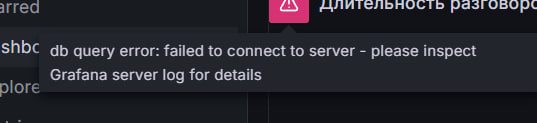 arred
Длительность разговоро
shbo
db query error: failed to connect to server - please inspect
Grafana server log for details
plore